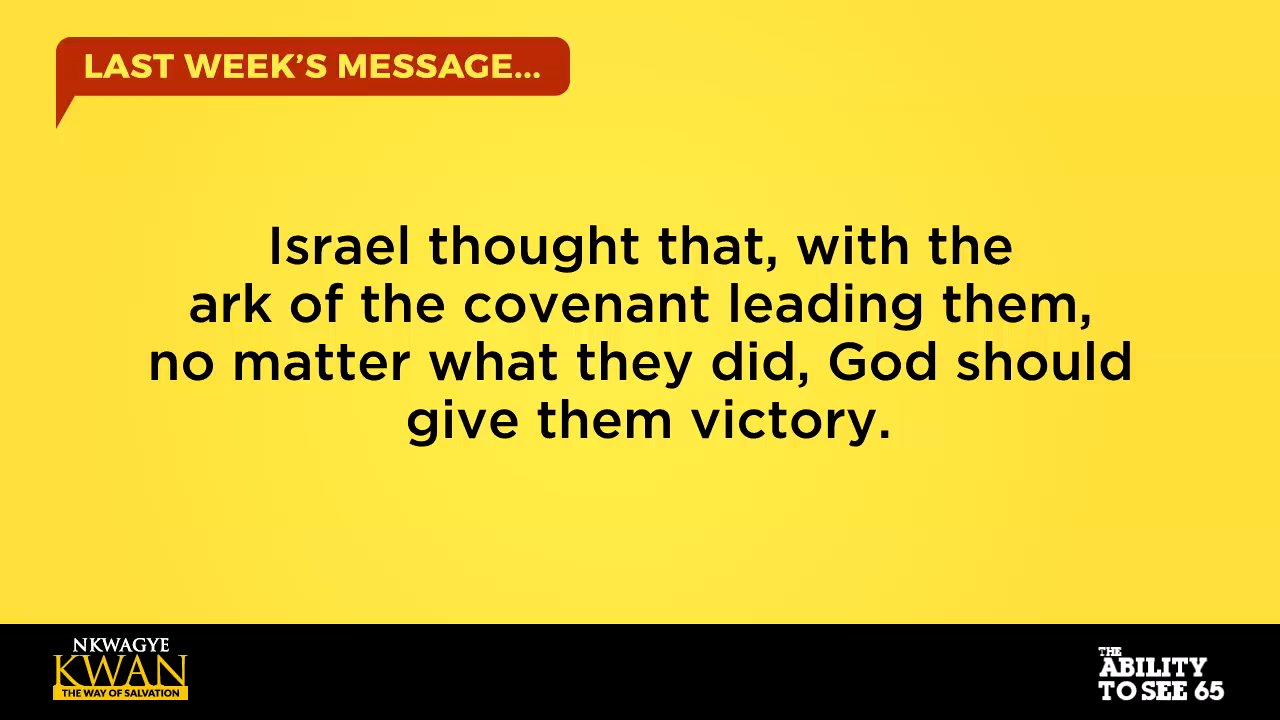 LAST WEEK'S MESSAGE...
Israel thought that, with the
ark of the covenant leading them,
no matter what they did, God should
give them victory.
NKWAGYE
KWAN
THE WAY OF SALVATION
THE
ABILITY
TO SEE 65